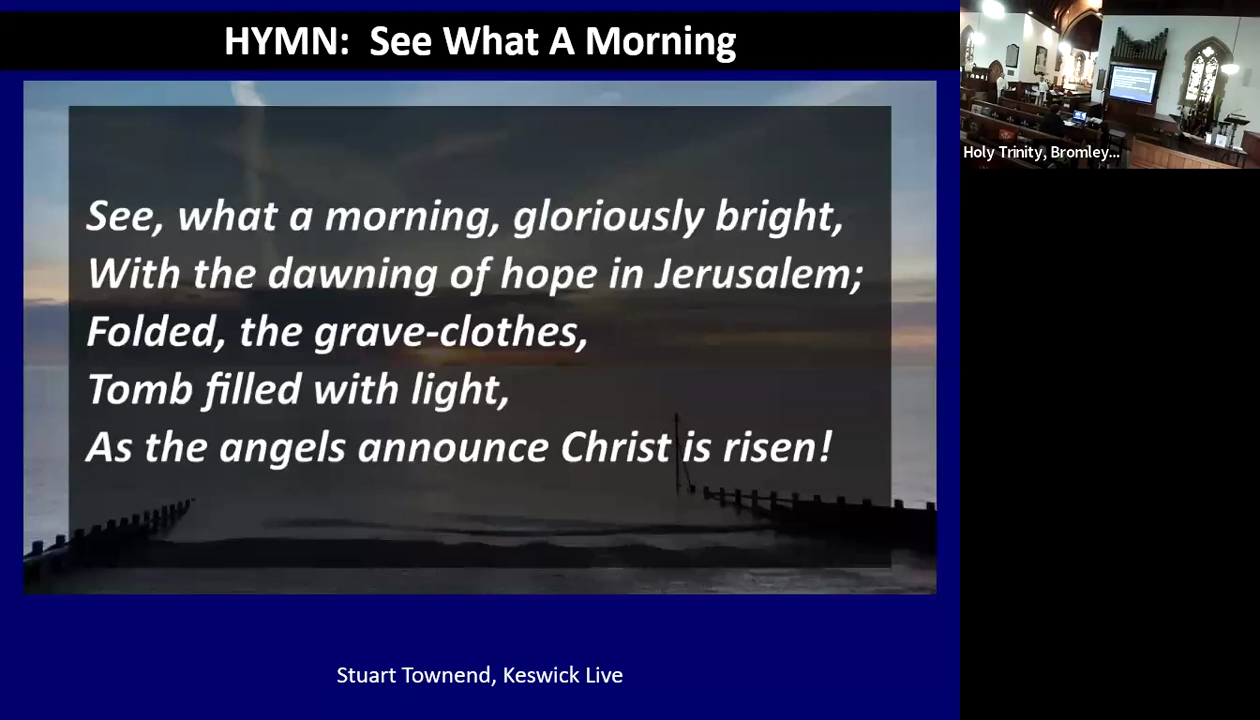 HYMN: See What A Morning
See, what a morning, gloriously bright,
With the dawning of hope in Jerusalem;
Folded, the grave-clothes,
Tomb filled with light,
As the angels announce Christ is risen!
Stuart Townend, Keswick Live
Holy Trinity, Bromley...